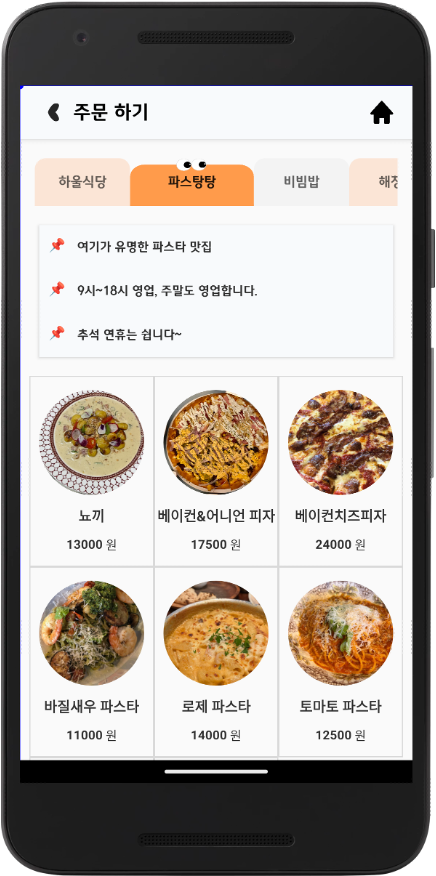 주문 하기
하울식당 파스탕탕 비빔밥 해장
여기가 유명한 파스타 맛집
9시~18시 영업, 주말도 영업합니다.
추석 연휴는 쉽니다~
뇨끼 베이컨&어니언 피자 베이컨치즈피자
13000 원 17500 원 24000 원
바질새우 파스타 로제 파스타 토마토 파스타
11000 원 14000 원 12500 원